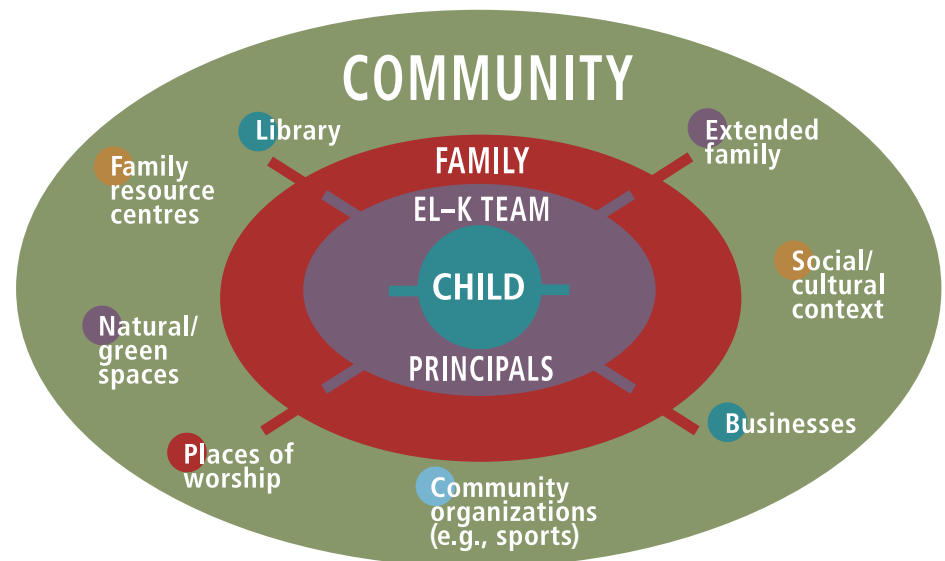 COMMUNITY
Library
Extended
family
Family
resource
centres
FAMILY
EL–K TEAM
CHILD
Social/
cultural
context
Natural/
green
spaces
PRINCIPALS
Businesses
Places of
worship
Community
organizations
(e.g., sports)